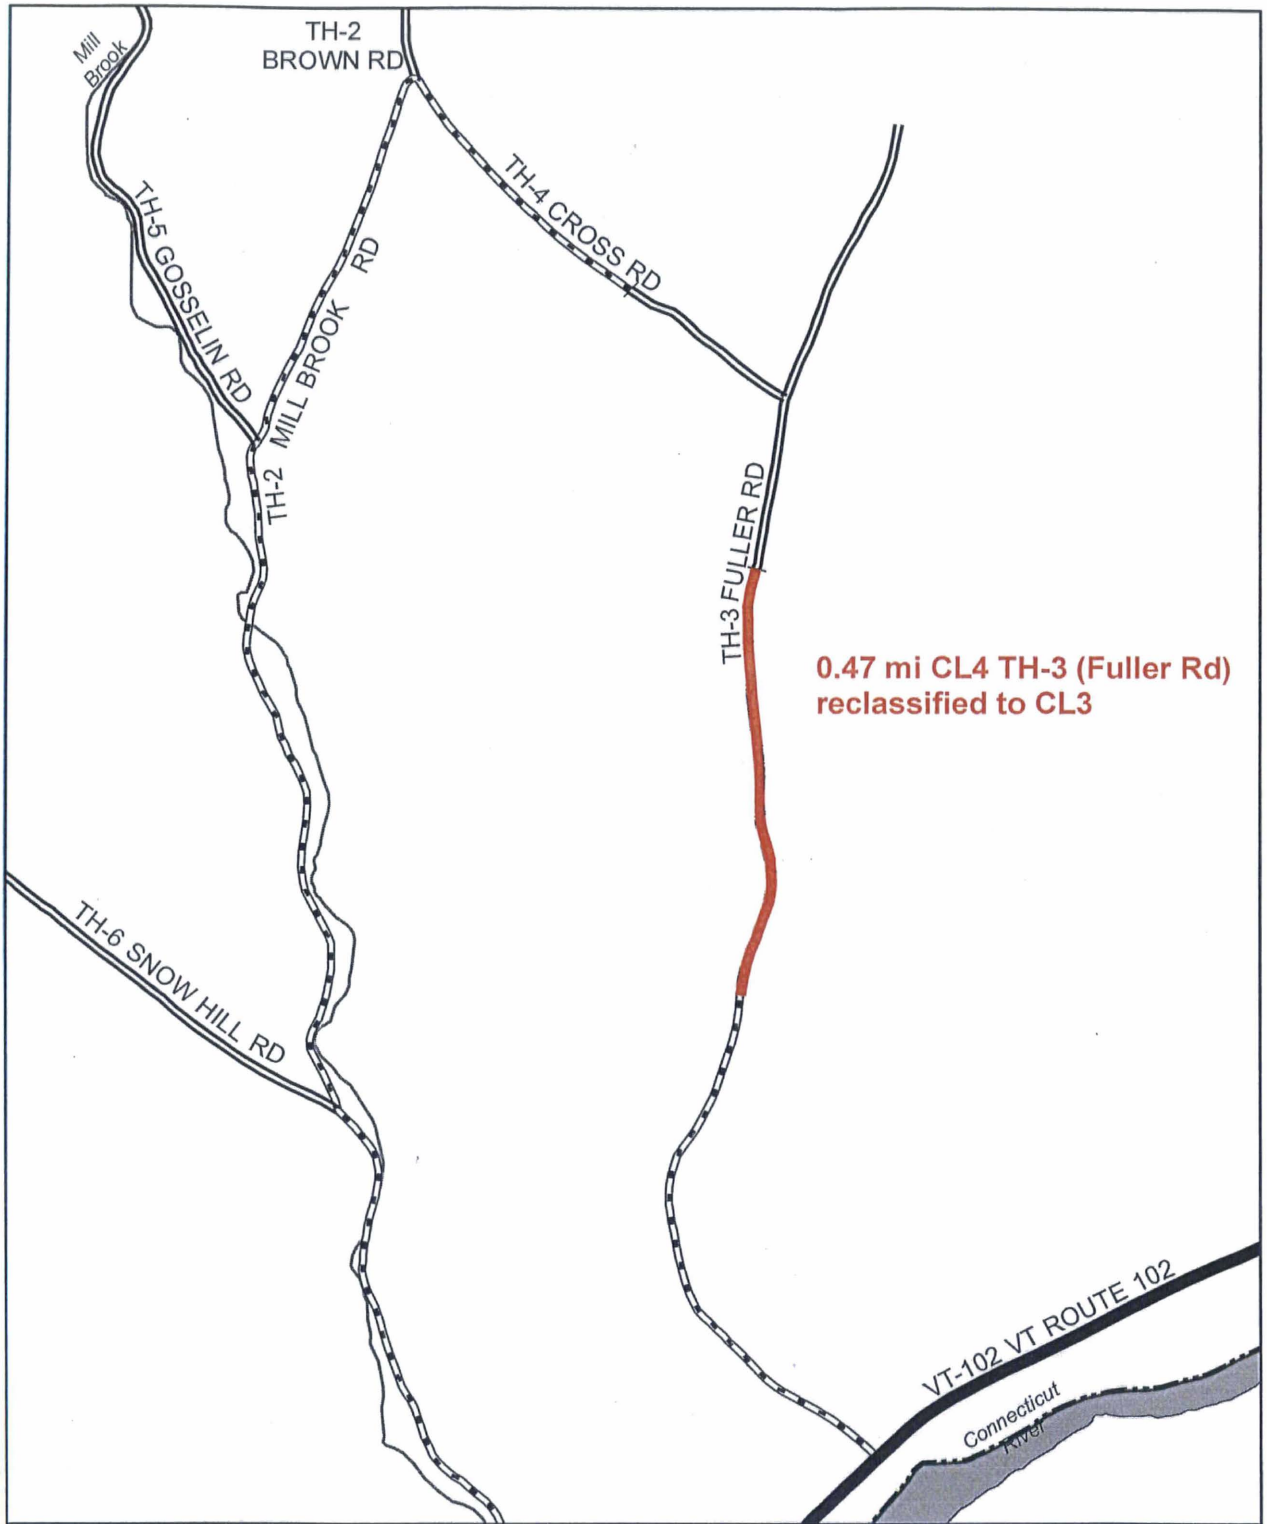 TH-2
BROWN RD
Mill
Brook
TH-4 CROSS RD
TH-5 GOSSELIN RD
TH-2 MILL BROOK RD
TH-3 FULLER RD
0.47 mi CL4 TH-3 (Fuller Rd)
reclassified to CL3
TH-6 SNOW HILL RD
VT-102 VT ROUTE 102
Connecticut
River